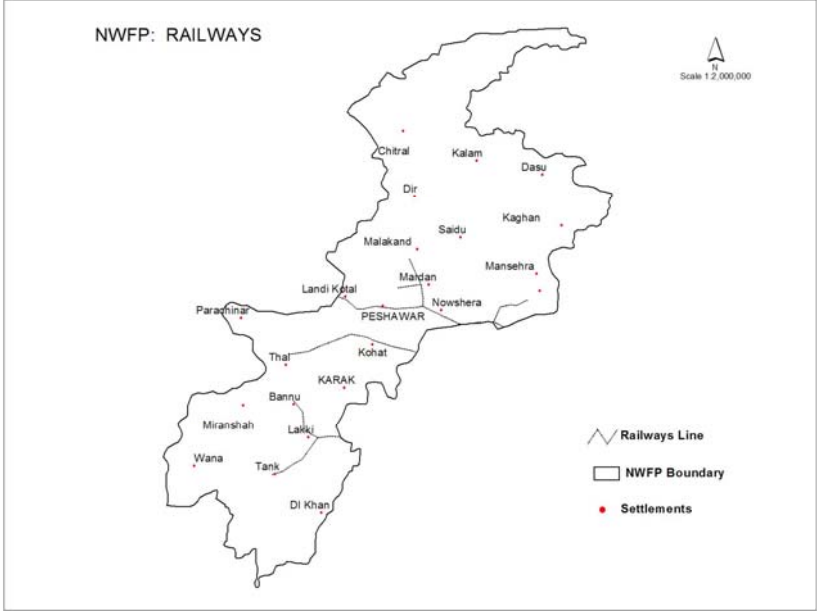 NWFP: RAILWAYS
N
Scale 1:2,000,000
Chitral
Kalam
Dasu
Dir
Kaghan
Saidu
Malakand
Mansehra
Mardan
Landi Kotal
Nowshera
Parachinar
PESHAWAR
Kohat
Thal
KARAK
Bannu
Miranshah
Lakki
Railways Line
Wana
Tank
NWFP Boundary
DI Khan
Settlements